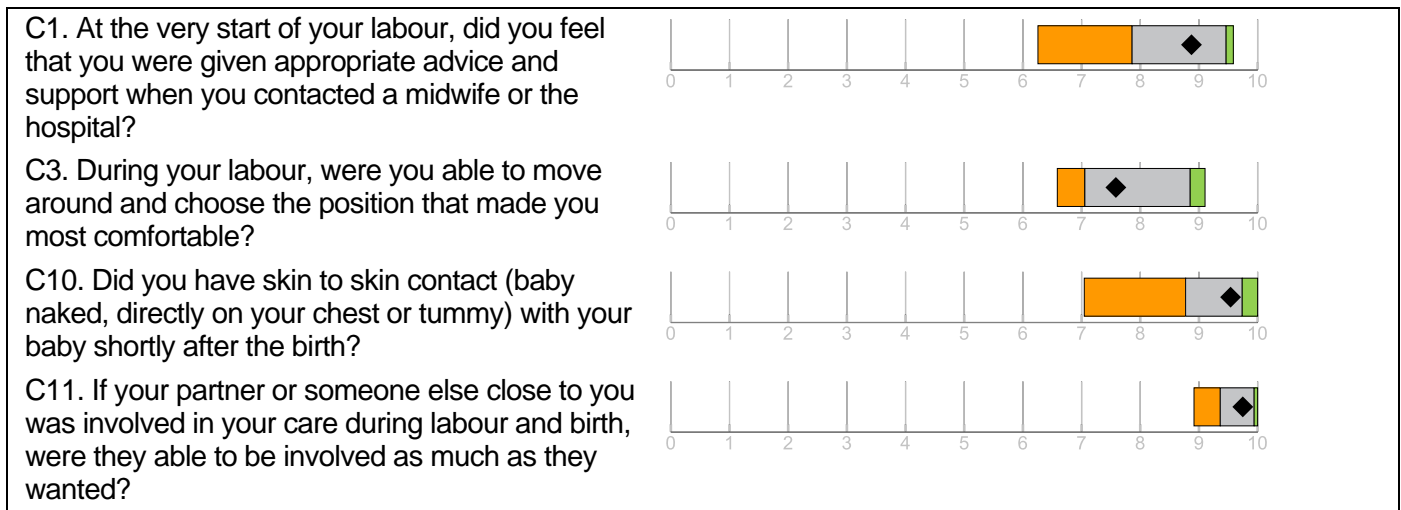 C1. At the very start of your labour, did you feel
that you were given appropriate advice and
support when you contacted a midwife or the
hospital?
0 1 2 3 4 5 6 7 8 9 10
C3. During your labour, were you able to move
around and choose the position that made you
most comfortable?
0 1 2 3 4 5 6 7 8 9 10
C10. Did you have skin to skin contact (baby
naked, directly on your chest or tummy) with your
baby shortly after the birth?
0 1 2 3 4 5 6 7 8 9 10
C11. If your partner or someone else close to you
was involved in your care during labour and birth,
were they able to be involved as much as they
wanted?
0 1 2 3 4 5 6 7 8 9 10